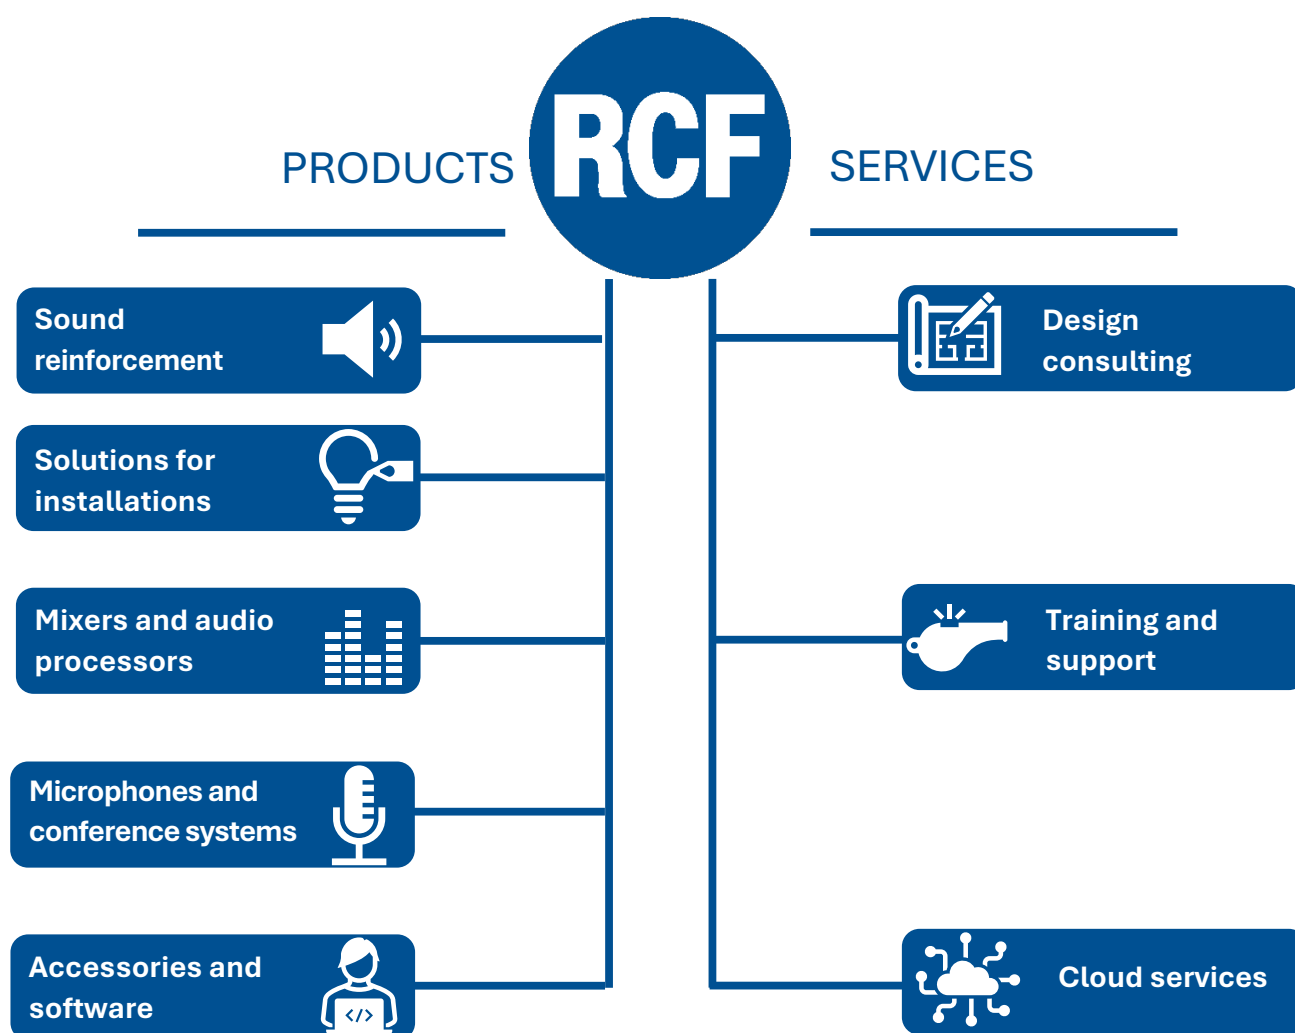 RCF
PRODUCTS
SERVICES
Sound
reinforcement
Solutions for
installations
Mixers and audio
processors
Microphones and
conference systems
Accessories and
software
</>
Design
consulting
Training and
support
Cloud services